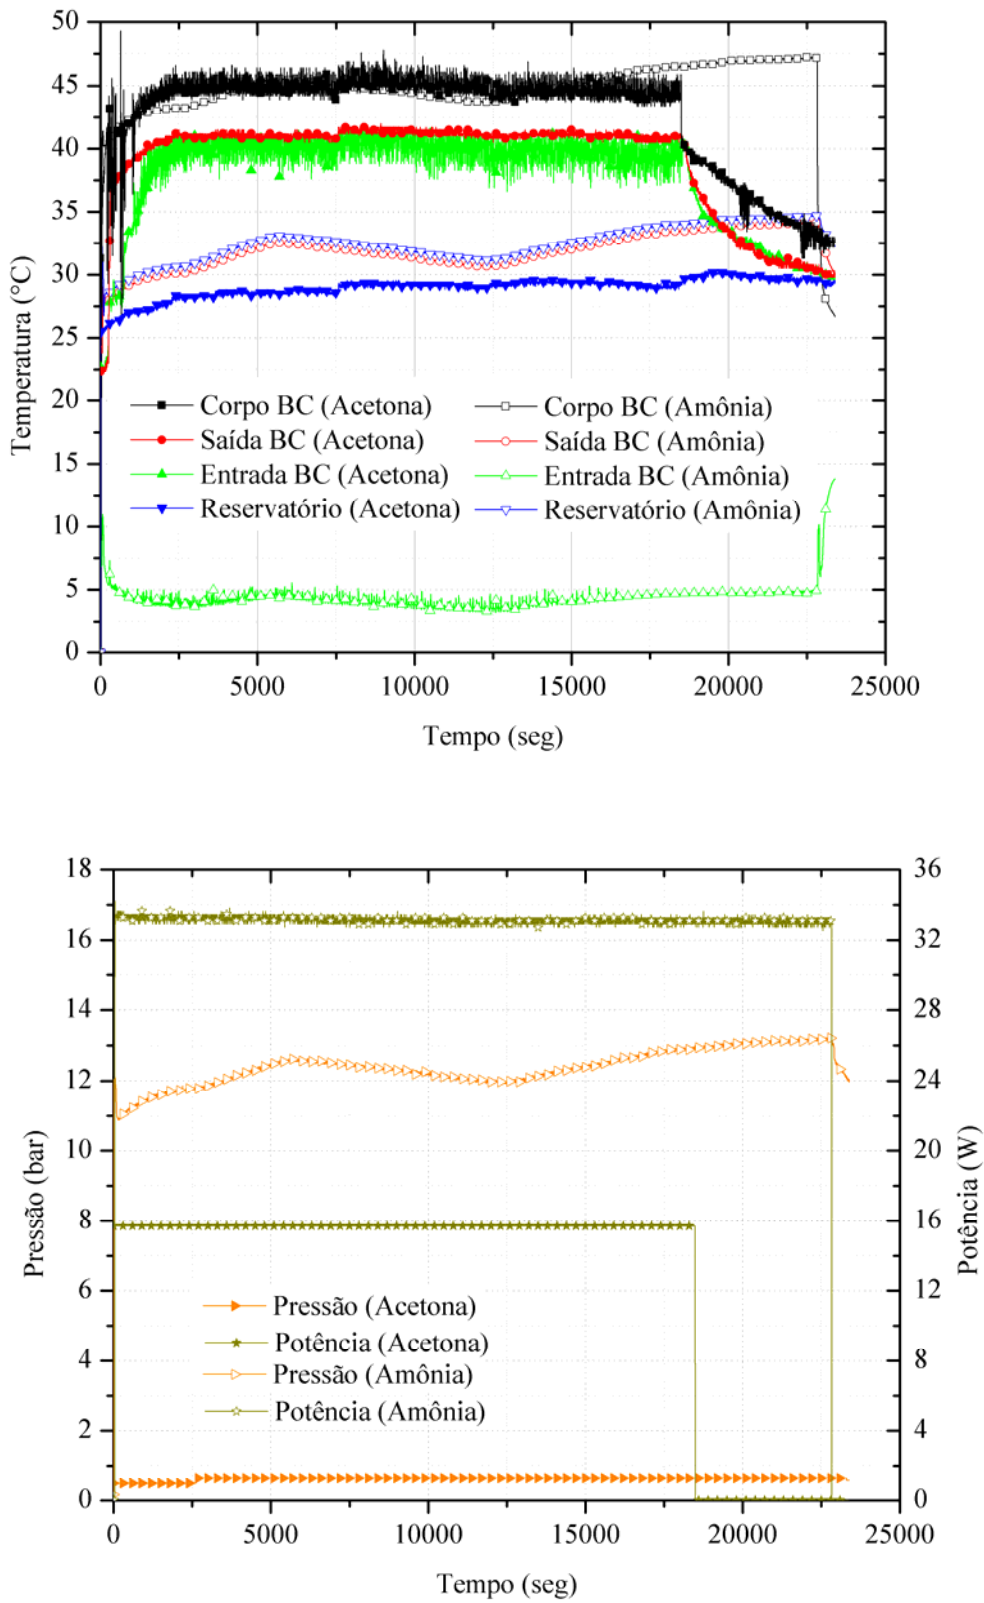 50
45
40
35
30
25
20
15
10
5
0
Temperatura (°C)
Corpo BC (Acetona)
Corpo BC (Amônia)
Saída BC (Acetona)
Saída BC (Amônia)
Entrada BC (Acetona)
Entrada BC (Amônia)
Reservatório (Acetona)
Reservatório (Amônia)
0 5000 10000 15000 20000 25000
Tempo (seg)
18
16
14
12
10
8
6
4
2
0
Pressão (bar)
36
32
28
24
20
16
12
8
4
0
Potência (W)
Pressão (Acetona)
Potência (Acetona)
Pressão (Amônia)
Potência (Amônia)
0 5000 10000 15000 20000 25000
Tempo (seg)